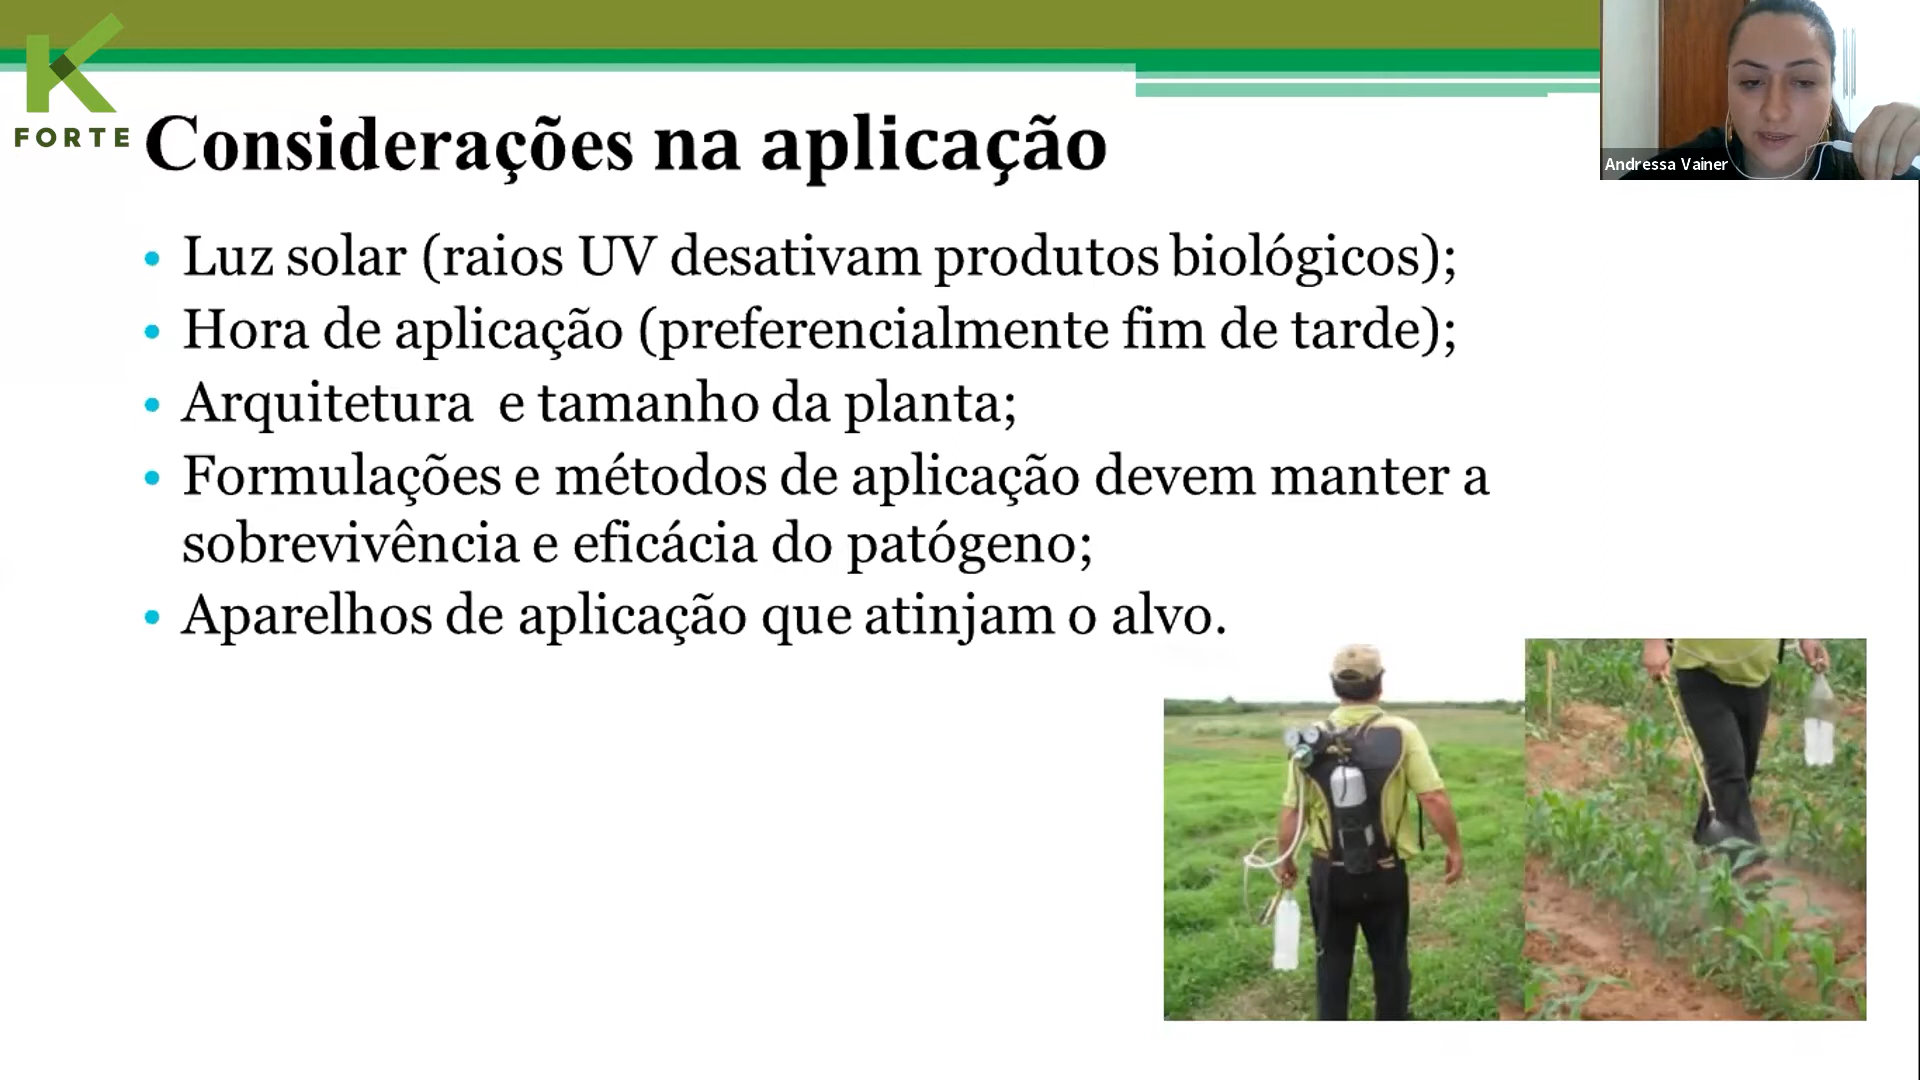 K
FORTE
Considerações na aplicação
Andressa Vainer
• Luz solar (raios UV desativam produtos biológicos);
• Hora de aplicação (preferencialmente fim de tarde);
• Arquitetura e tamanho da planta;
• Formulações e métodos de aplicação devem manter a
sobrevivência e eficácia do patógeno;
• Aparelhos de aplicação que atinjam o alvo.